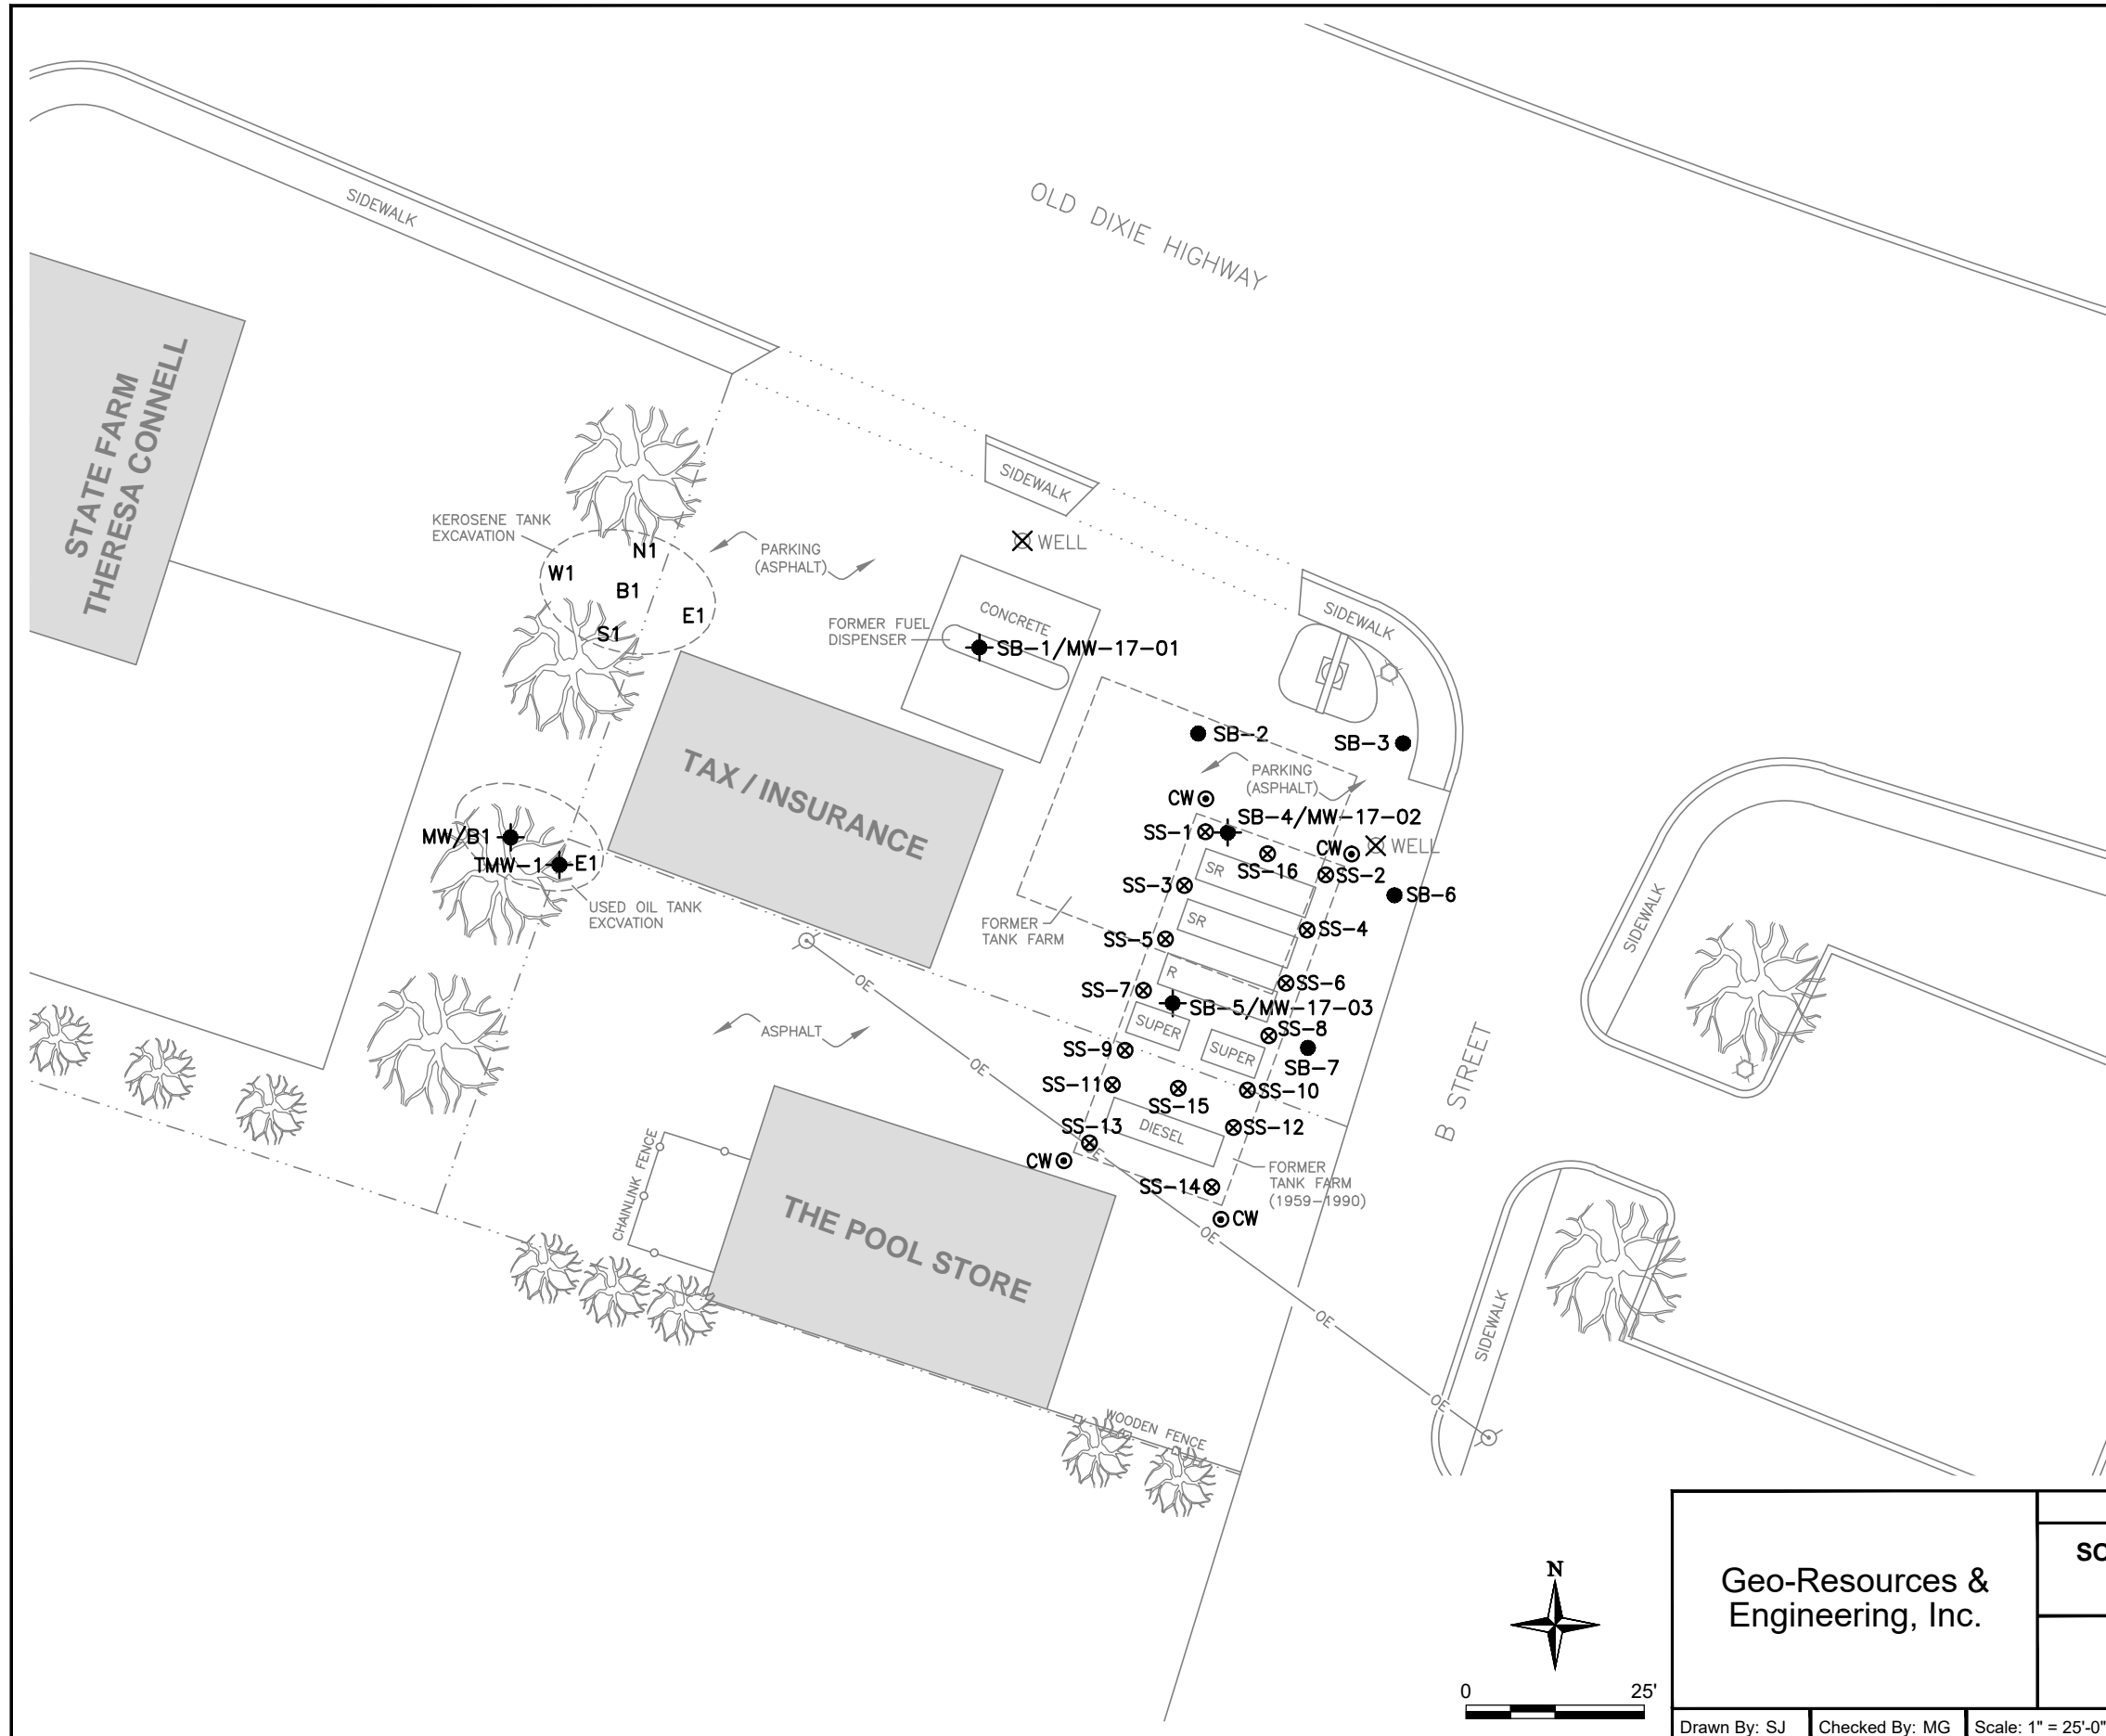 OLD DIXIE HIGHWAY
SIDEWALK
STATE FARM
THERESA CONNELL
SIDEWALK
KEROSENE TANK
EXCAVATION
N1
W1
B1
E1
S1
PARKING
(ASPHALT)
WELL
CONCRETE
FORMER FUEL
DISPENSER
SB-1/MW-17-01
SIDEWALK
TAX / INSURANCE
SB-2
SB-3
PARKING
(ASPHALT)
CW
SB-4/MW-17-02
SS-1
CW
WELL
SS-16
SR
SS-2
SS-3
SB-6
MW/B1
TMW-1
E1
USED OIL TANK
EXCVATION
FORMER
TANK FARM
SR
SS-4
SS-5
R
SS-6
SS-7
SB-5/MW-17-03
SUPER
SS-8
SUPER
SS-9
SB-7
SS-11
SS-10
SS-15
SS-13
DIESEL
SS-12
CW
FORMER
TANK FARM
(1959-1990)
SS-14
CW
OE
OE
OE
OE
OE
OE
ASPHALT
CHAINLINK FENCE
THE POOL STORE
WOODEN FENCE
B STREET
SIDEWALK
SIDEWALK
N
0 25'
Geo-Resources &
Engineering, Inc.
SC
Drawn By: SJ
Checked By: MG
Scale: 1" = 25'-0"